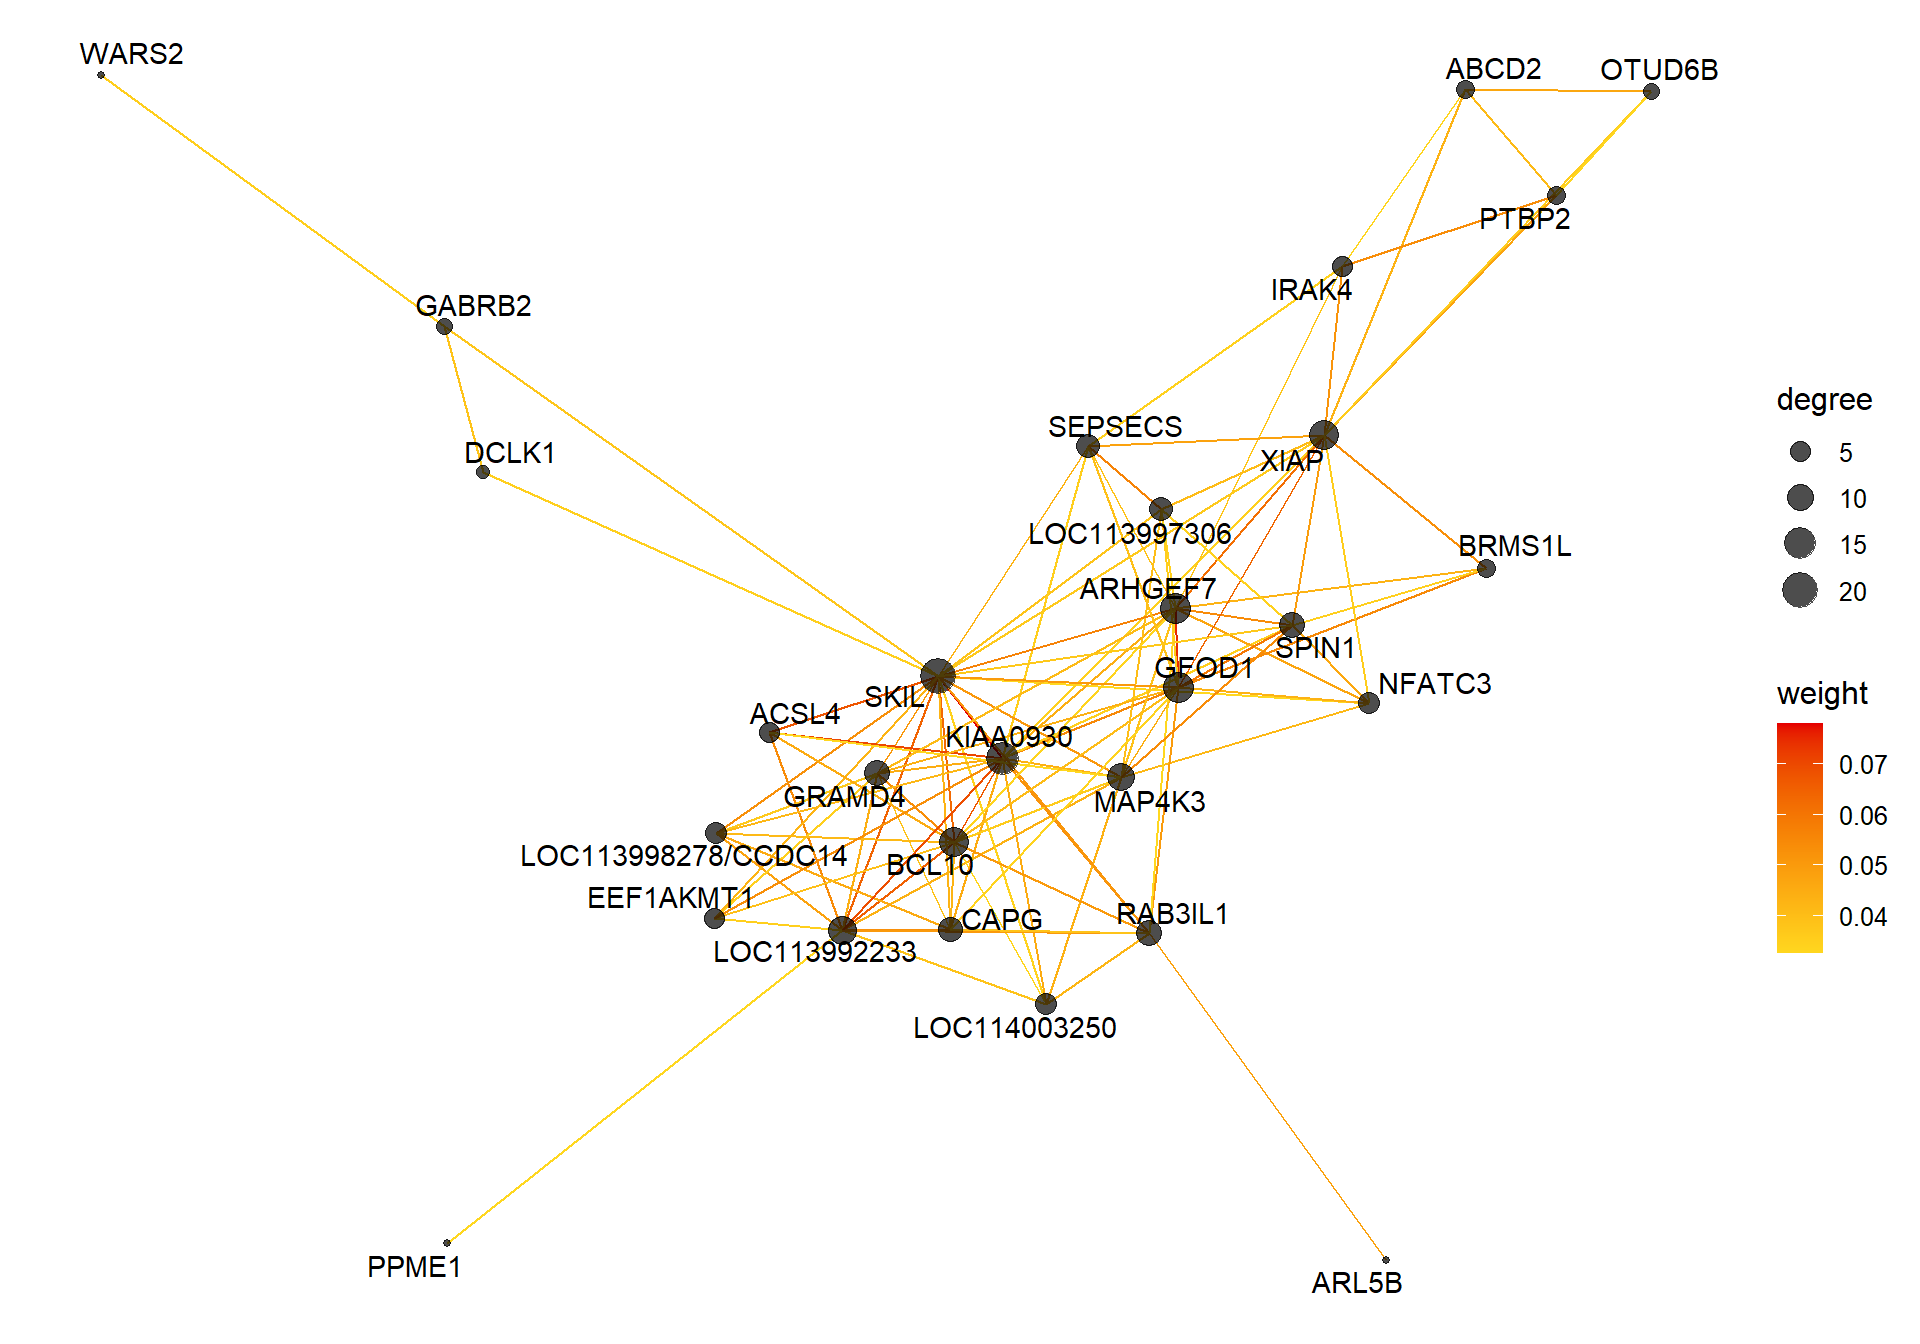 WARS2
ABCD2
OTUD6B
PTBP2
IRAK4
GABRB2
DCLK1
SEPSECS
XIAP
LOC113997306
BRMS1L
ARHGEF7
SPIN1
GFOD1
NFATC3
SKIL
ACSL4
KIAA0930
GRAMD4
MAP4K3
LOC113998278/CCDC14
BCL10
EEF1AKMT1
CAPG
RAB3IL1
LOC113992233
LOC114003250
PPME1
ARL5B
degree
5
10
15
20
weight
0.07
0.06
0.05
0.04